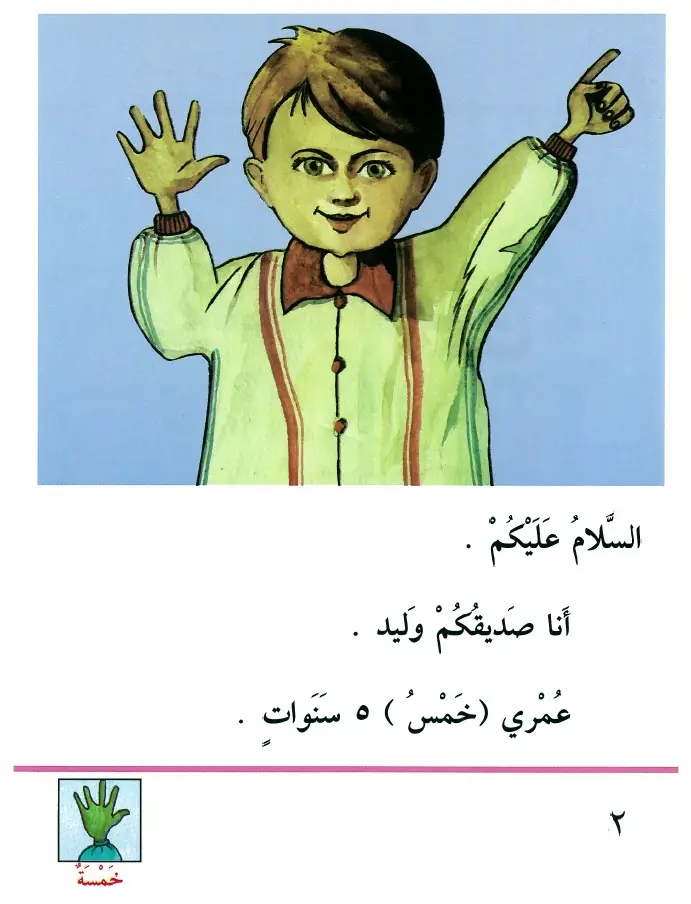 السَّلامُ عَلَيْكُمْ .
أَنا صَديقُكُمْ وَليد .
عُمْري (خَمْسُ ) ٥ سَنَواتٍ .
٢
خَمْسَةٌ